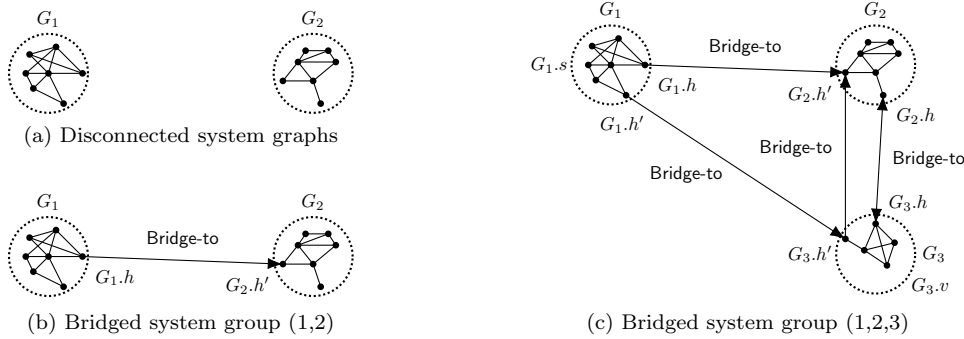 G₁
G₂
(a) Disconnected system graphs
G₁
G₂
Bridge-to
G₁.h
G₂.h′
(b) Bridged system group (1,2)
G₁
G₂
Bridge-to
G₁.s
G₁.h
G₂.h′
G₁.h′
G₂.h
Bridge-to
Bridge-to
Bridge-to
G₃.h
G₃.h′
G₃
G₃.v
(c) Bridged system group (1,2,3)